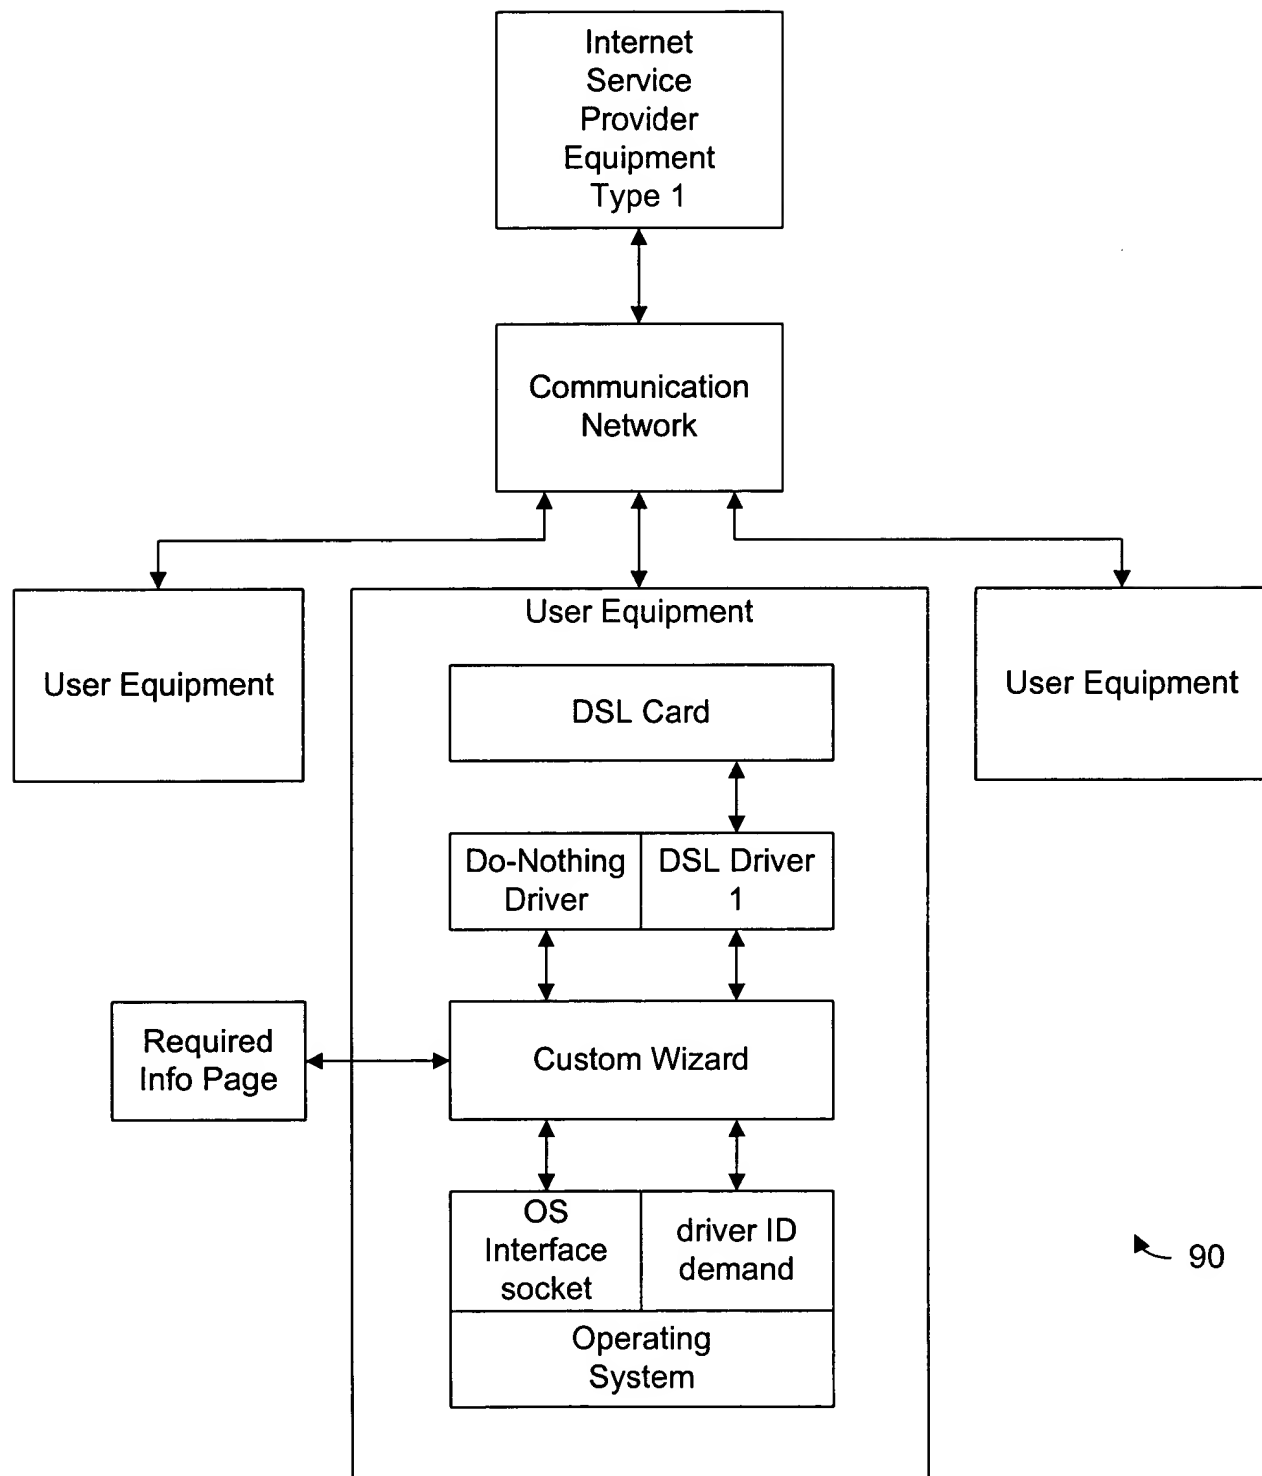 Internet
Service
Provider
Equipment
Type 1
Communication
Network
User Equipment
User Equipment
User Equipment
DSL Card
Do-Nothing
Driver
DSL Driver
1
Required
Info Page
Custom Wizard
OS
Interface
socket
driver ID
demand
90
Operating
System